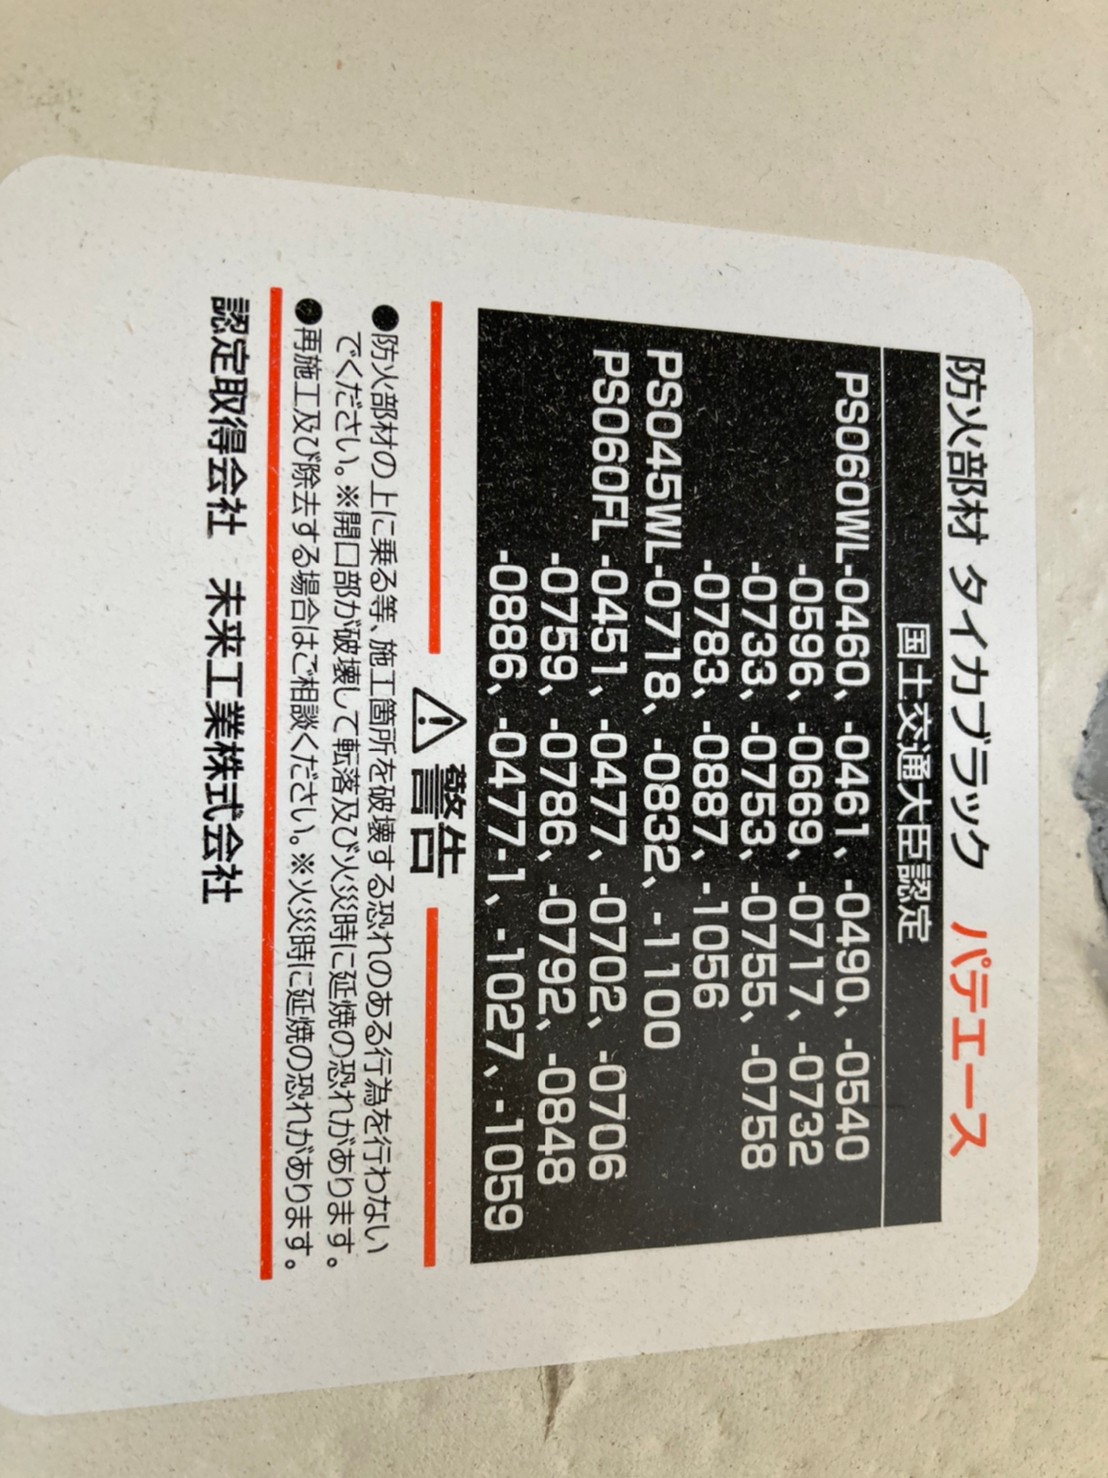 防火部材 タイカブラック パテエース
国土交通大臣認定
PS060WL-0460、-0461、-0490、-0540
-0596、-0669、-0717、-0732
-0733、-0753、-0755、-0758
-0783、-0887、-1056
PS045WL-0718、-0832、-1100
PS060FL-0451、-0477、-0702、-0706
-0759、-0786、-0792、-0848
-0886、-0477-1、-1027、-1059
⚠警告
●防火部材の上に乗る等、施工箇所を破壊する恐れのある行為を行わない
でください。※開口部が破壊して転落及び火災時に延焼の恐れがあります。
●再施工及び除去する場合はご相談ください。※火災時に延焼の恐れがあります。
認定取得会社 未来工業株式会社